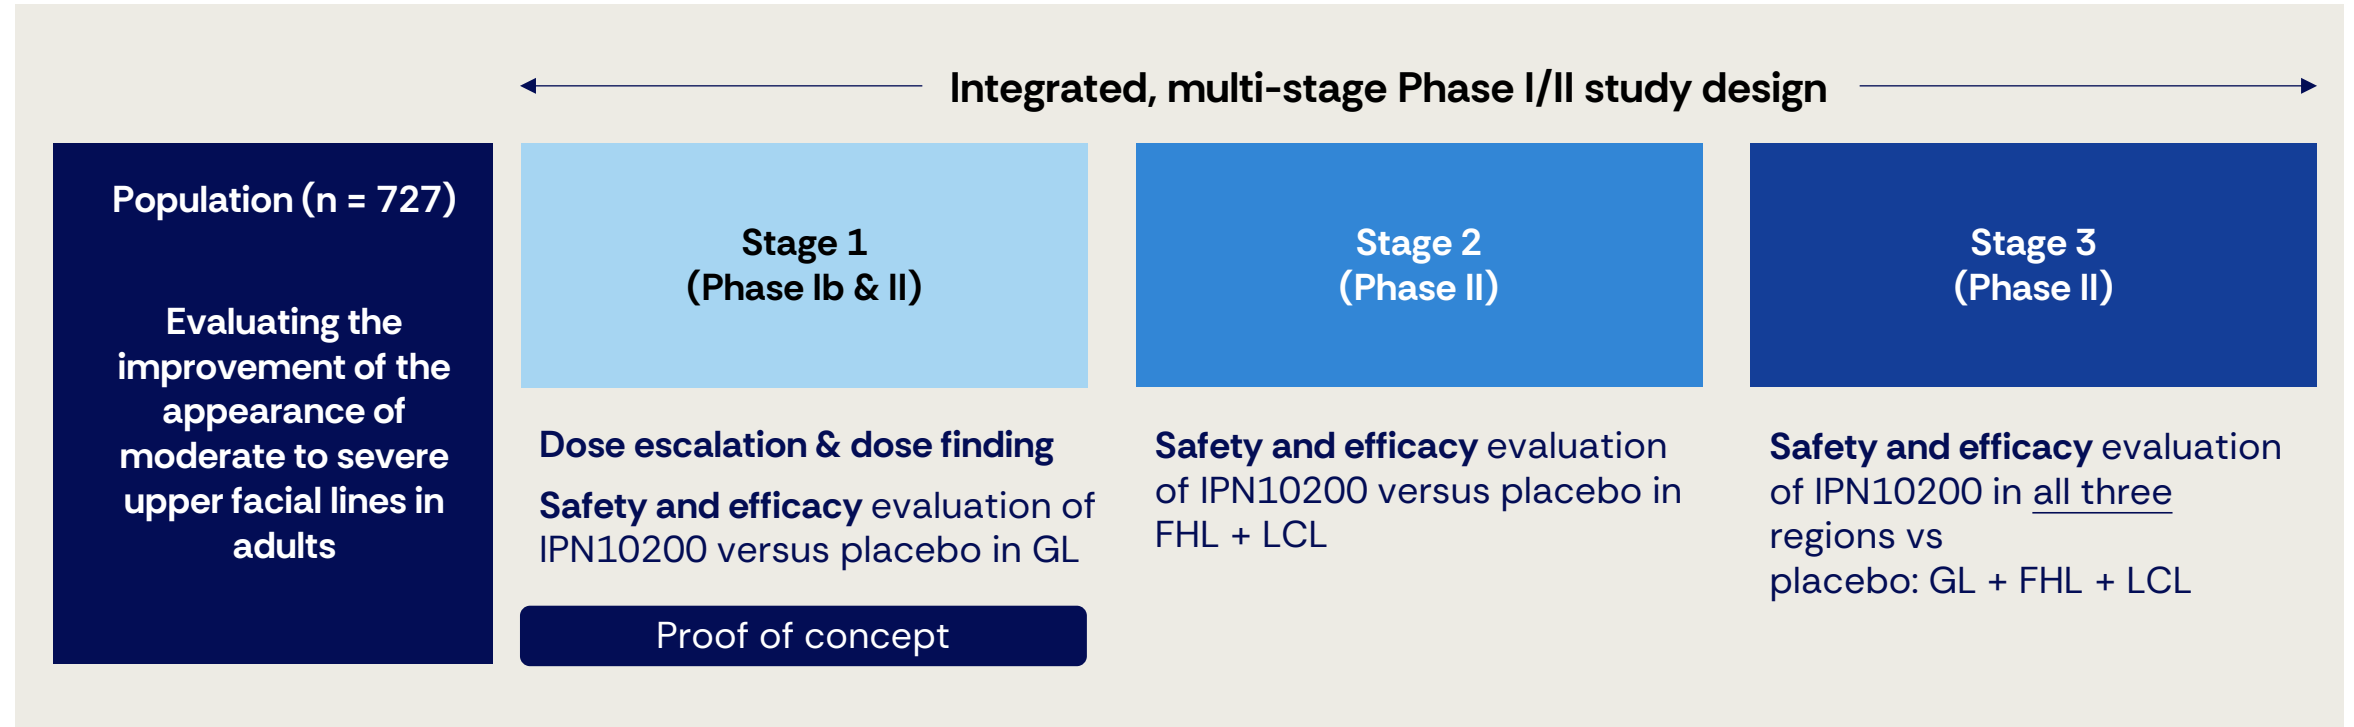 Integrated, multi-stage Phase I/II study design
Population (n = 727)
Evaluating the
improvement of the
appearance of
moderate to severe
upper facial lines in
adults
Stage 1
(Phase Ib & II)
Dose escalation & dose finding
Safety and efficacy evaluation of
IPN10200 versus placebo in GL
Proof of concept
Stage 2
(Phase II)
Safety and efficacy evaluation
of IPN10200 versus placebo in
FHL + LCL
Stage 3
(Phase II)
Safety and efficacy evaluation
of IPN10200 in all three
regions vs
placebo: GL + FHL + LCL